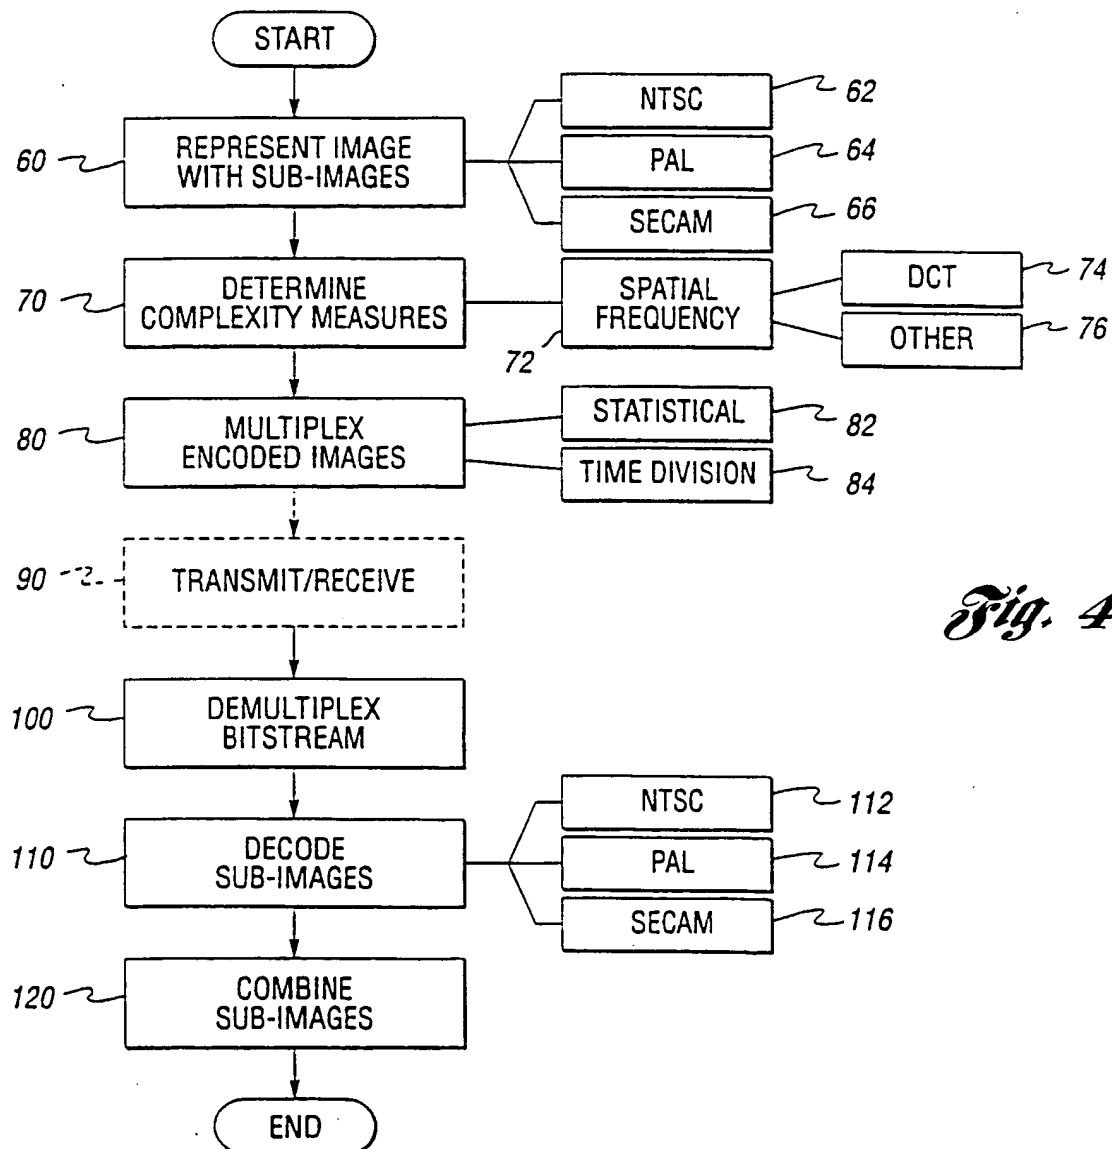 START
NTSC
62
60
REPRESENT IMAGE
WITH SUB-IMAGES
PAL
64
SECAM
66
70
DETERMINE
COMPLEXITY MEASURES
SPATIAL
FREQUENCY
72
DCT
74
OTHER
76
80
MULTIPLEX
ENCODED IMAGES
STATISTICAL
82
TIME DIVISION
84
90
TRANSMIT/RECEIVE
Fig. 4
100
DEMULTIPLEX
BITSTREAM
NTSC
112
110
DECODE
SUB-IMAGES
PAL
114
SECAM
116
120
COMBINE
SUB-IMAGES
END